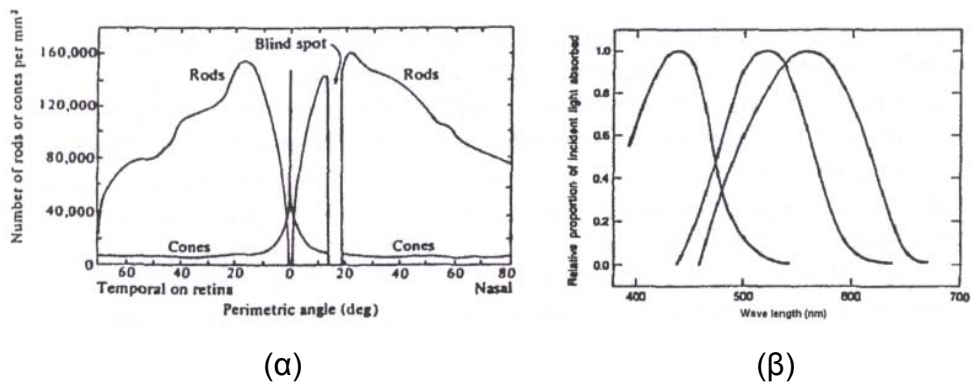 Number of rods or cones per mm²
160,000
120,000
80,000
40,000
0
Blind spot
Rods
Rods
Cones
Cones
60 40 20 0 20 40 60 80
Temporal on retina
Nasal
Perimetric angle (deg)
(α)
Relative proportion of incident light absorbed
1.0
0.8
0.6
0.4
0.2
0.0
400 500 600 700
Wave length (nm)
(β)